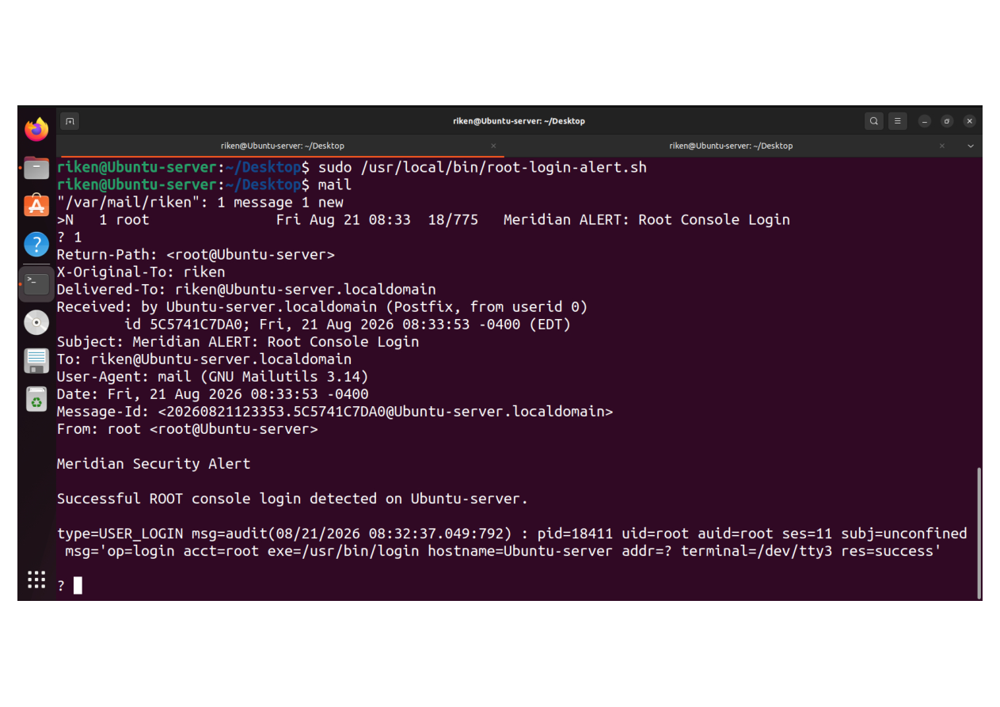 riken@Ubuntu-server: ~/Desktop
riken@Ubuntu-server: ~/Desktop
riken@Ubuntu-server: ~/Desktop
riken@Ubuntu-server:~/Desktop$ sudo /usr/local/bin/root-login-alert.sh
riken@Ubuntu-server:~/Desktop$ mail
"/var/mail/riken": 1 message 1 new
>N   1 root                Fri Aug 21 08:33  18/775   Meridian ALERT: Root Console Login
? 1
Return-Path: <root@Ubuntu-server>
X-Original-To: riken
Delivered-To: riken@Ubuntu-server.localdomain
Received: by Ubuntu-server.localdomain (Postfix, from userid 0)
        id 5C5741C7DA0; Fri, 21 Aug 2026 08:33:53 -0400 (EDT)
Subject: Meridian ALERT: Root Console Login
To: riken@Ubuntu-server.localdomain
User-Agent: mail (GNU Mailutils 3.14)
Date: Fri, 21 Aug 2026 08:33:53 -0400
Message-Id: <20260821123353.5C5741C7DA0@Ubuntu-server.localdomain>
From: root <root@Ubuntu-server>
Meridian Security Alert
Successful ROOT console login detected on Ubuntu-server.
type=USER_LOGIN msg=audit(08/21/2026 08:32:37.049:792) : pid=18411 uid=root auid=root ses=11 subj=unconfined
 msg='op=login acct=root exe=/usr/bin/login hostname=Ubuntu-server addr=? terminal=/dev/tty3 res=success'
?